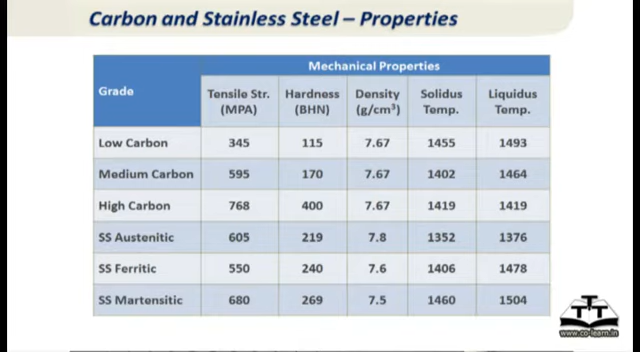 Carbon and Stainless Steel – Properties
Grade Mechanical Properties
Tensile Str. (MPA) Hardness (BHN) Density (g/cm³) Solidus Temp. Liquidus Temp.
Low Carbon 345 115 7.67 1455 1493
Medium Carbon 595 170 7.67 1402 1464
High Carbon 768 400 7.67 1419 1419
SS Austenitic 605 219 7.8 1352 1376
SS Ferritic 550 240 7.6 1406 1478
SS Martensitic 680 269 7.5 1460 1504
TTT
www.co-learn.in